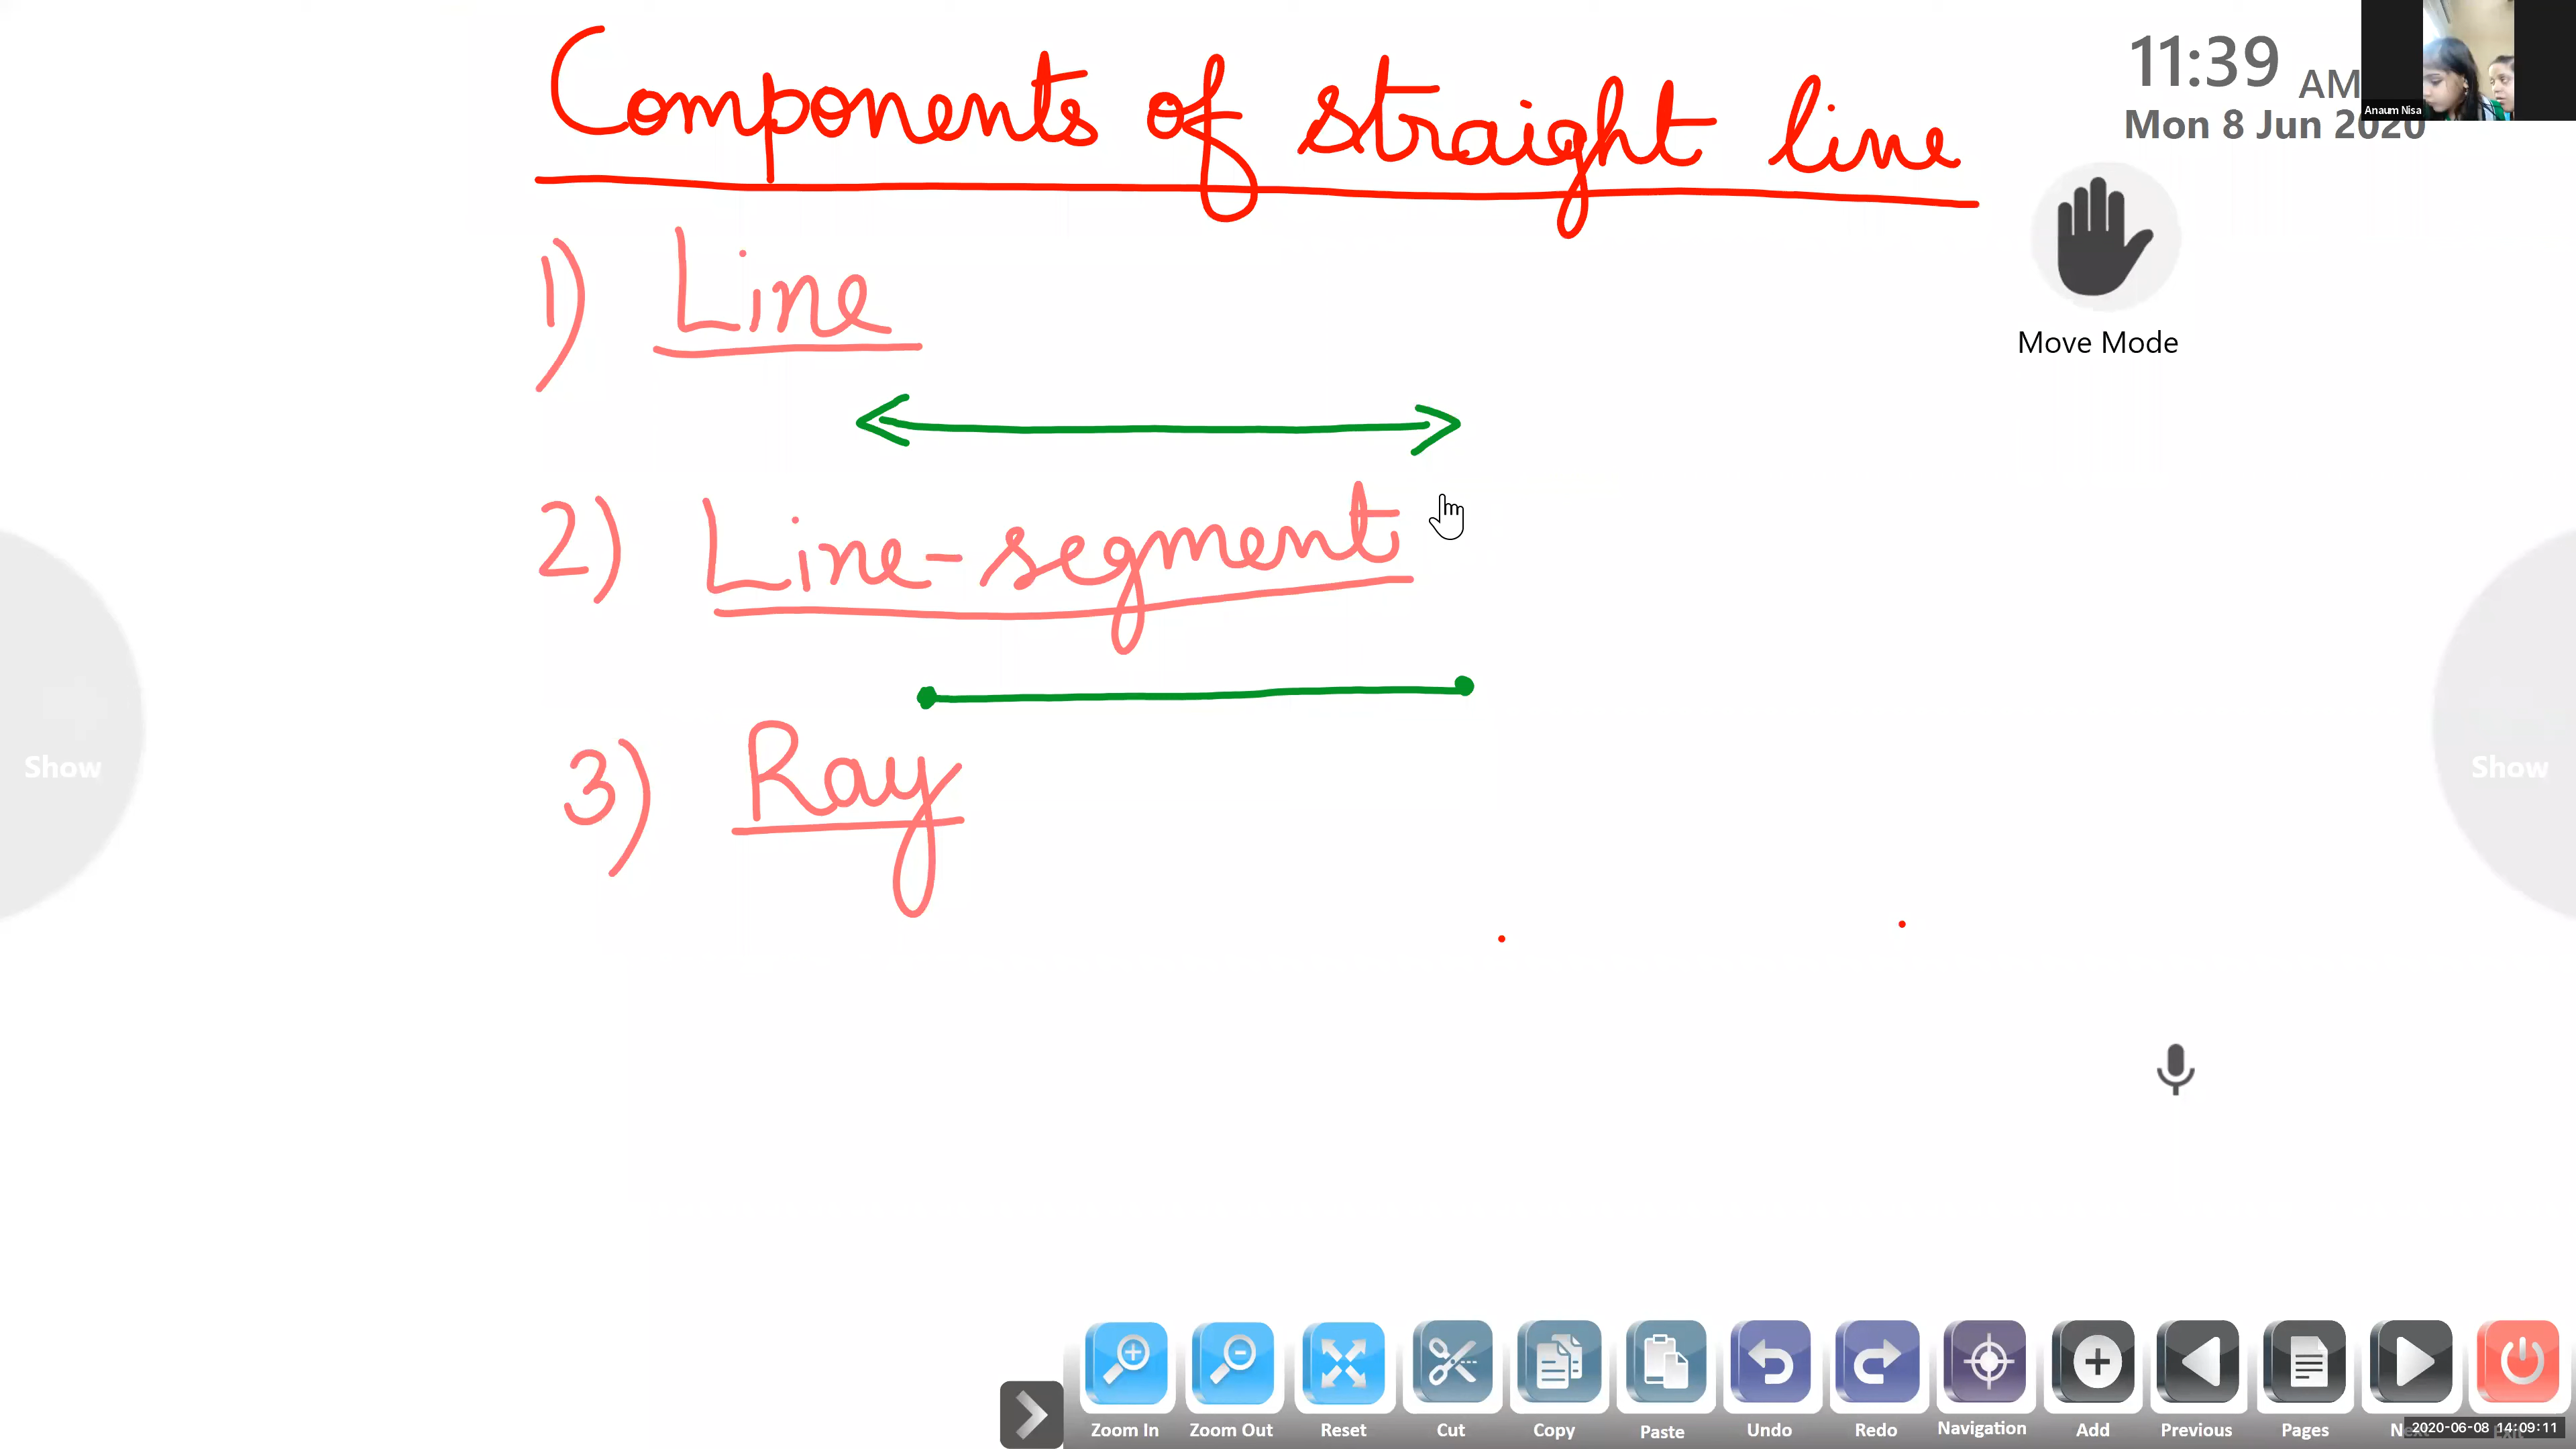 Components of straight line
11:39 AM
Mon 8 Jun 2020
Anaum Nisa
Move Mode
1) Line
2) Line-segment
3) Ray
Show
Show
Zoom In
Zoom Out
Reset
Cut
Copy
Paste
Undo
Redo
Navigation
Add
Previous
Pages
2020-06-08 14:09:11